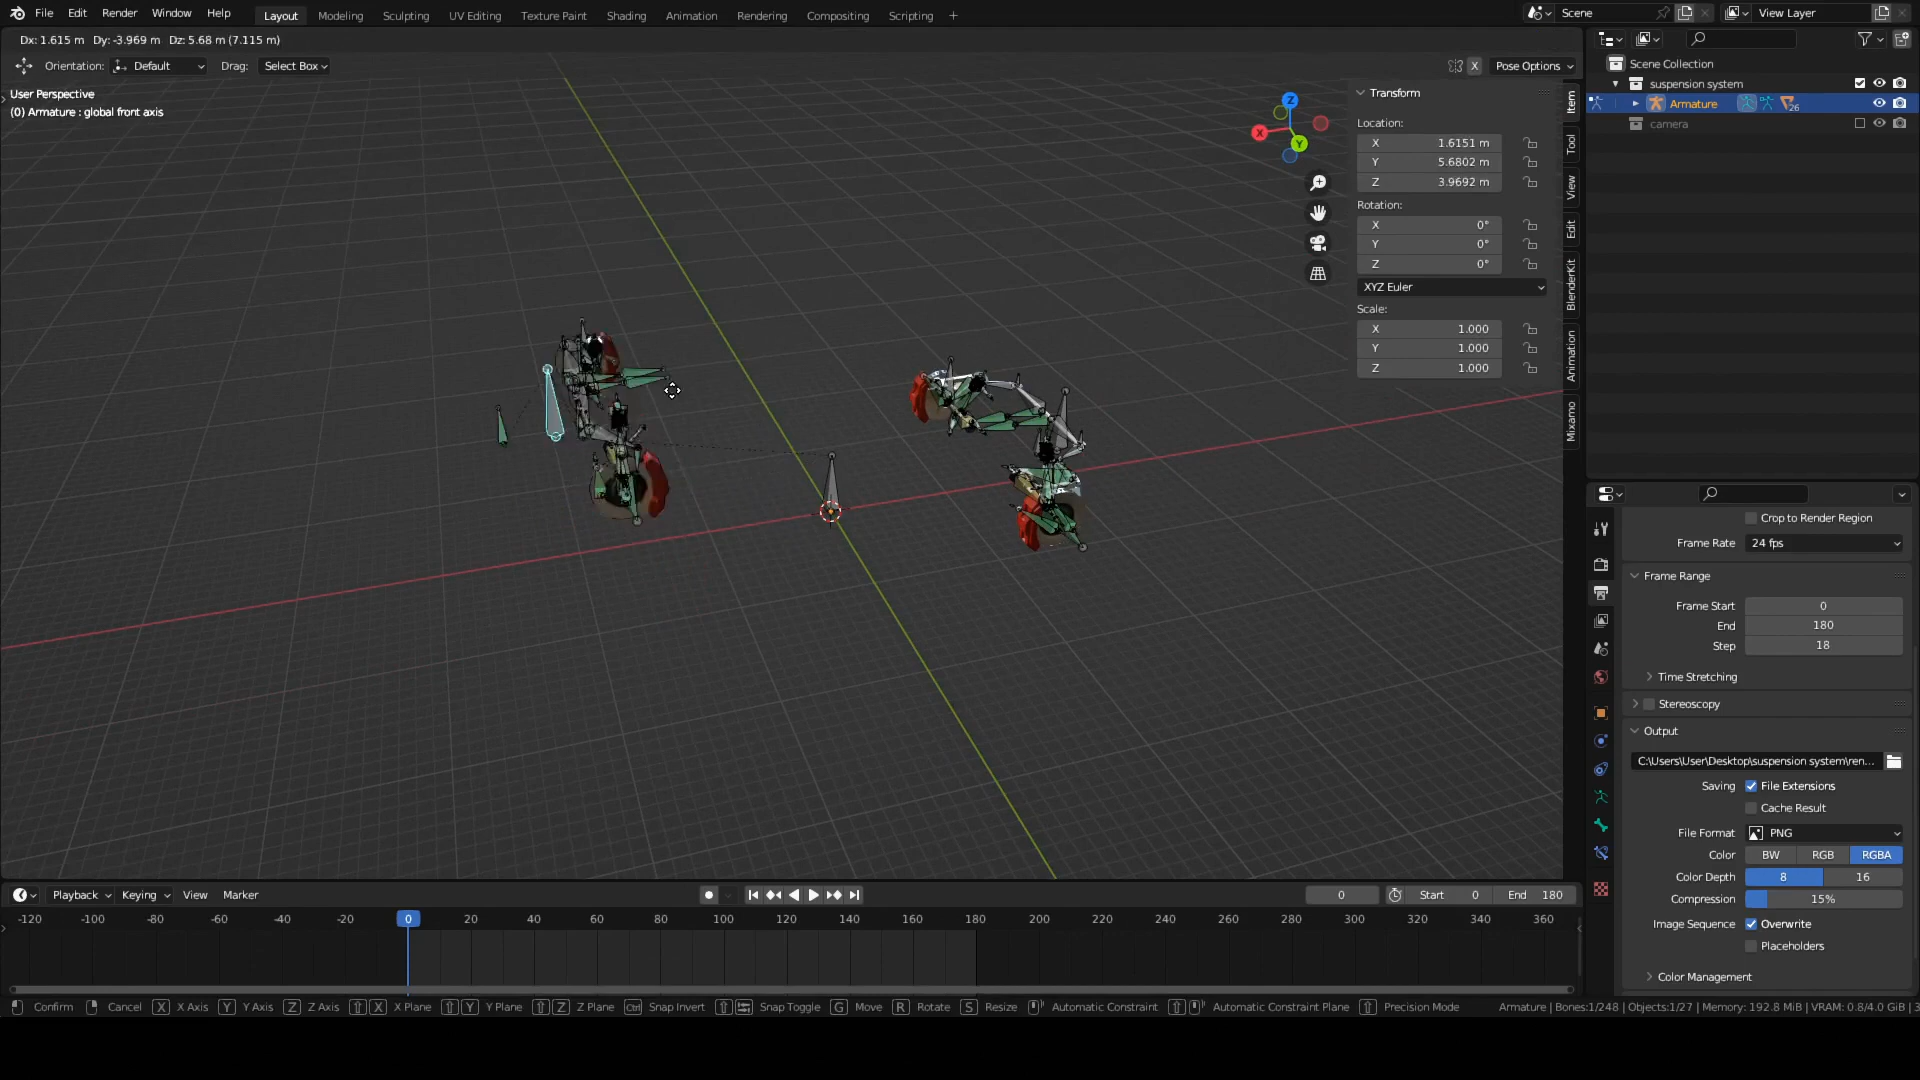 File Edit Render Window Help Layout Modeling Sculpting UV Editing Texture Paint Shading Animation Rendering Compositing Scripting + Scene View Layer
Dx: 1.615 m Dy: -3.969 m Dz: 5.68 m (7.115 m)
Orientation: Default Drag: Select Box X Pose Options
User Perspective
(0) Armature : global front axis
Z
X
Y
Transform
Location:
X 1.6151 m
Y 5.6802 m
Z 3.9692 m
Rotation:
X 0°
Y 0°
Z 0°
XYZ Euler
Scale:
X 1.000
Y 1.000
Z 1.000
Item
Tool
View
Edit
BlenderKit
Animation
Mixamo
Scene Collection
suspension system
Armature 26
camera
Crop to Render Region
Frame Rate 24 fps
Frame Range
Frame Start 0
End 180
Step 18
Time Stretching
Stereoscopy
Output
C:\Users\User\Desktop\suspension system\ren...
Saving File Extensions
Cache Result
File Format PNG
Color BW RGB RGBA
Color Depth 8 16
Compression 15%
Image Sequence Overwrite
Placeholders
Color Management
Playback Keying View Marker 0 Start 0 End 180
-120 -100 -80 -60 -40 -20 0 20 40 60 80 100 120 140 160 180 200 220 240 260 280 300 320 340 360
Confirm Cancel X X Axis Y Y Axis Z Z Axis X X Plane Y Y Plane Z Z Plane Ctrl Snap Invert Snap Toggle G Move R Rotate S Resize Automatic Constraint Automatic Constraint Plane Precision Mode Armature | Bones:1/248 | Objects:1/27 | Memory: 192.8 MiB | VRAM: 0.8/4.0 GiB | 3